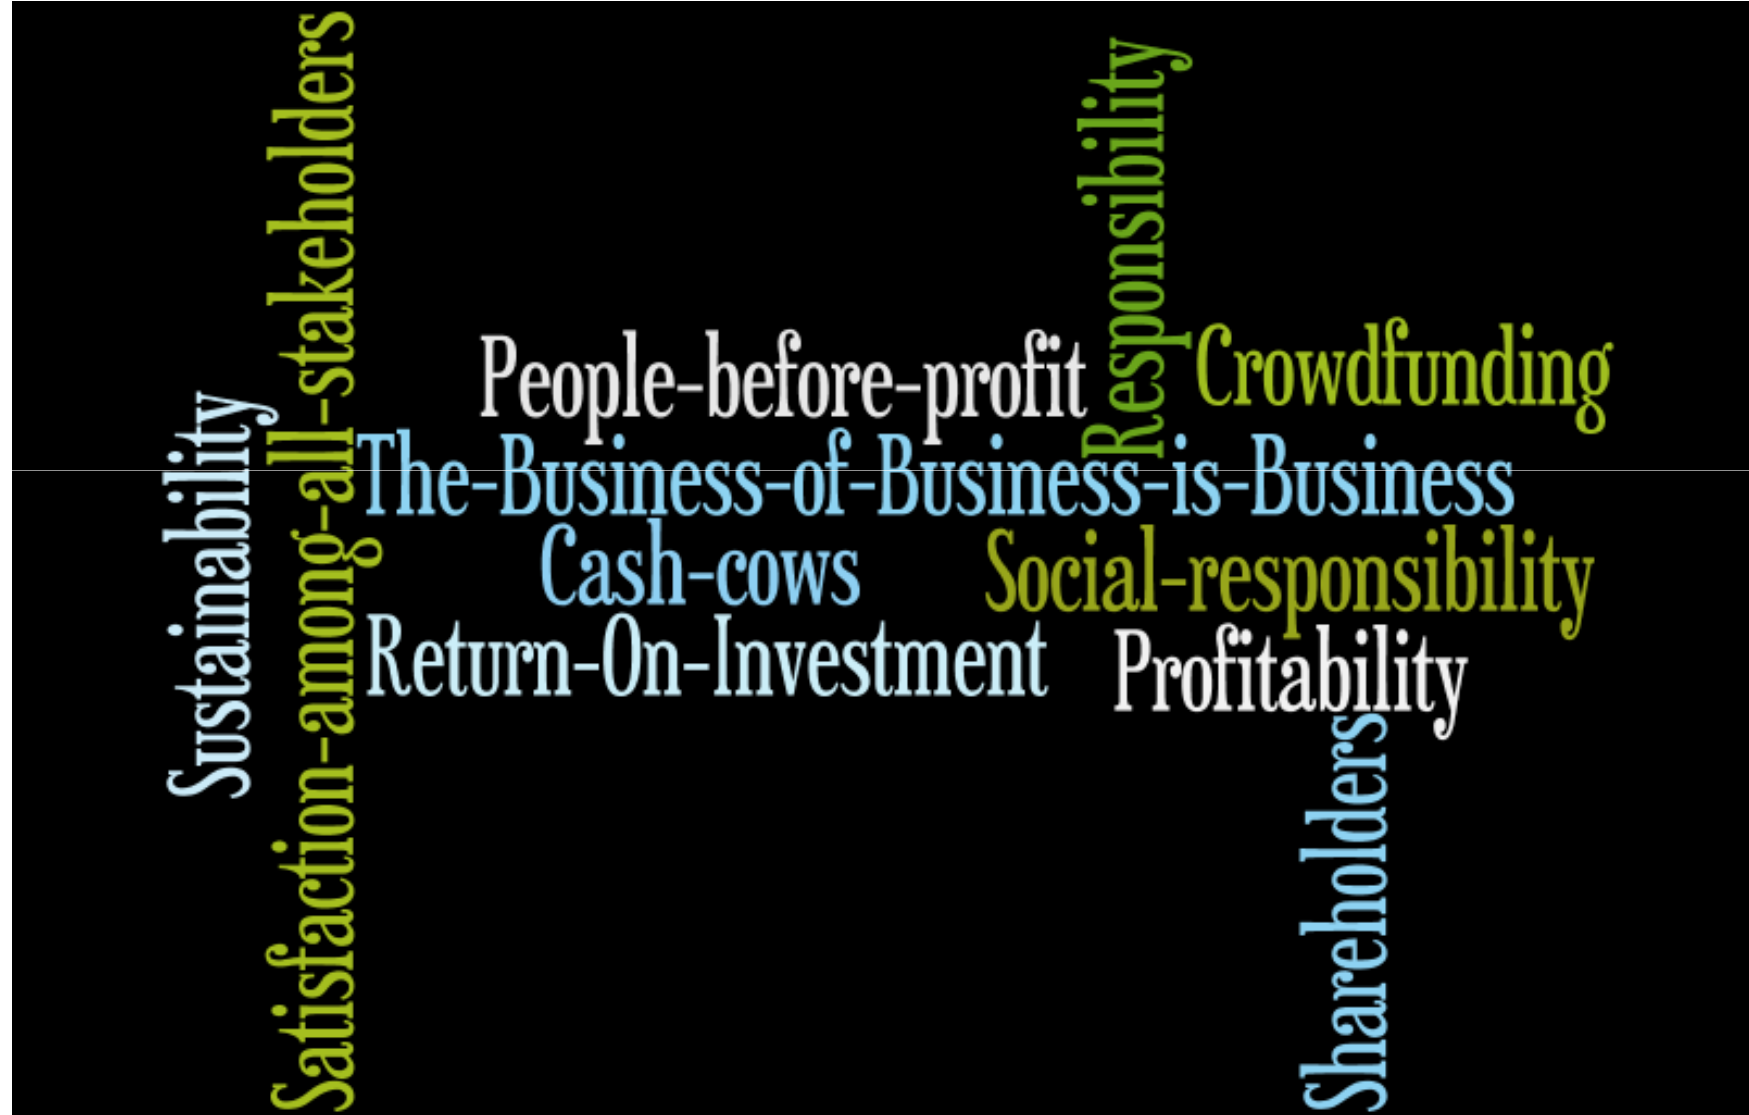 Sustainability
Satisfaction-among-all-stakeholders
Responsibility
People-before-profit
Crowdfunding
The-Business-of-Business-is-Business
Cash-cows
Social-responsibility
Return-On-Investment
Profitability
Shareholders